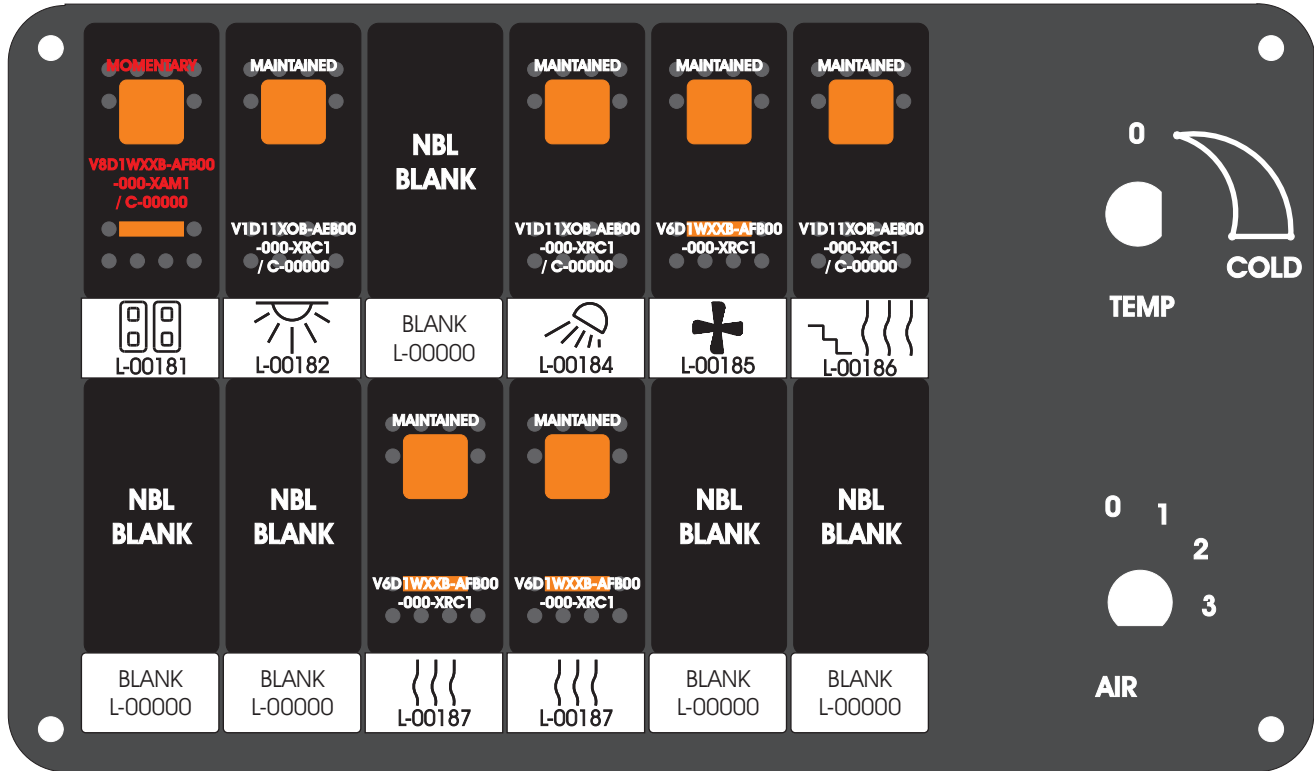 MOMENTARY
V8D1WXXB-AFB00
-000-XAM1
/ C-00000
L-00181
MAINTAINED
V1D11XOB-AEB00
-000-XRC1
/ C-00000
L-00182
NBL
BLANK
BLANK
L-00000
MAINTAINED
V1D11XOB-AEB00
-000-XRC1
/ C-00000
L-00184
MAINTAINED
V6D1WXXB-AFB00
-000-XRC1
L-00185
MAINTAINED
V1D11XOB-AEB00
-000-XRC1
/ C-00000
L-00186
NBL
BLANK
BLANK
L-00000
NBL
BLANK
BLANK
L-00000
MAINTAINED
V6D1WXXB-AFB00
-000-XRC1
L-00187
MAINTAINED
V6D1WXXB-AFB00
-000-XRC1
L-00187
NBL
BLANK
BLANK
L-00000
NBL
BLANK
BLANK
L-00000
0
COLD
TEMP
0
1
2
3
AIR